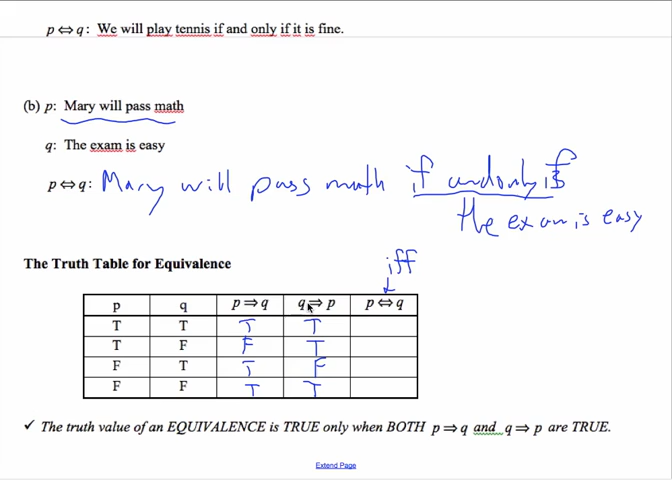 p ⇔ q: We will play tennis if and only if it is fine.
(b) p: Mary will pass math
q: The exam is easy
p ⇔ q: Mary will pass math if and only if
the exam is easy
The Truth Table for Equivalence
iff
p q p ⇒ q q ⇒ p p ⇔ q
T T T T
T F F T
F T T F
F F T T
✓ The truth value of an EQUIVALENCE is TRUE only when BOTH p ⇒ q and q ⇒ p are TRUE.
Extend Page